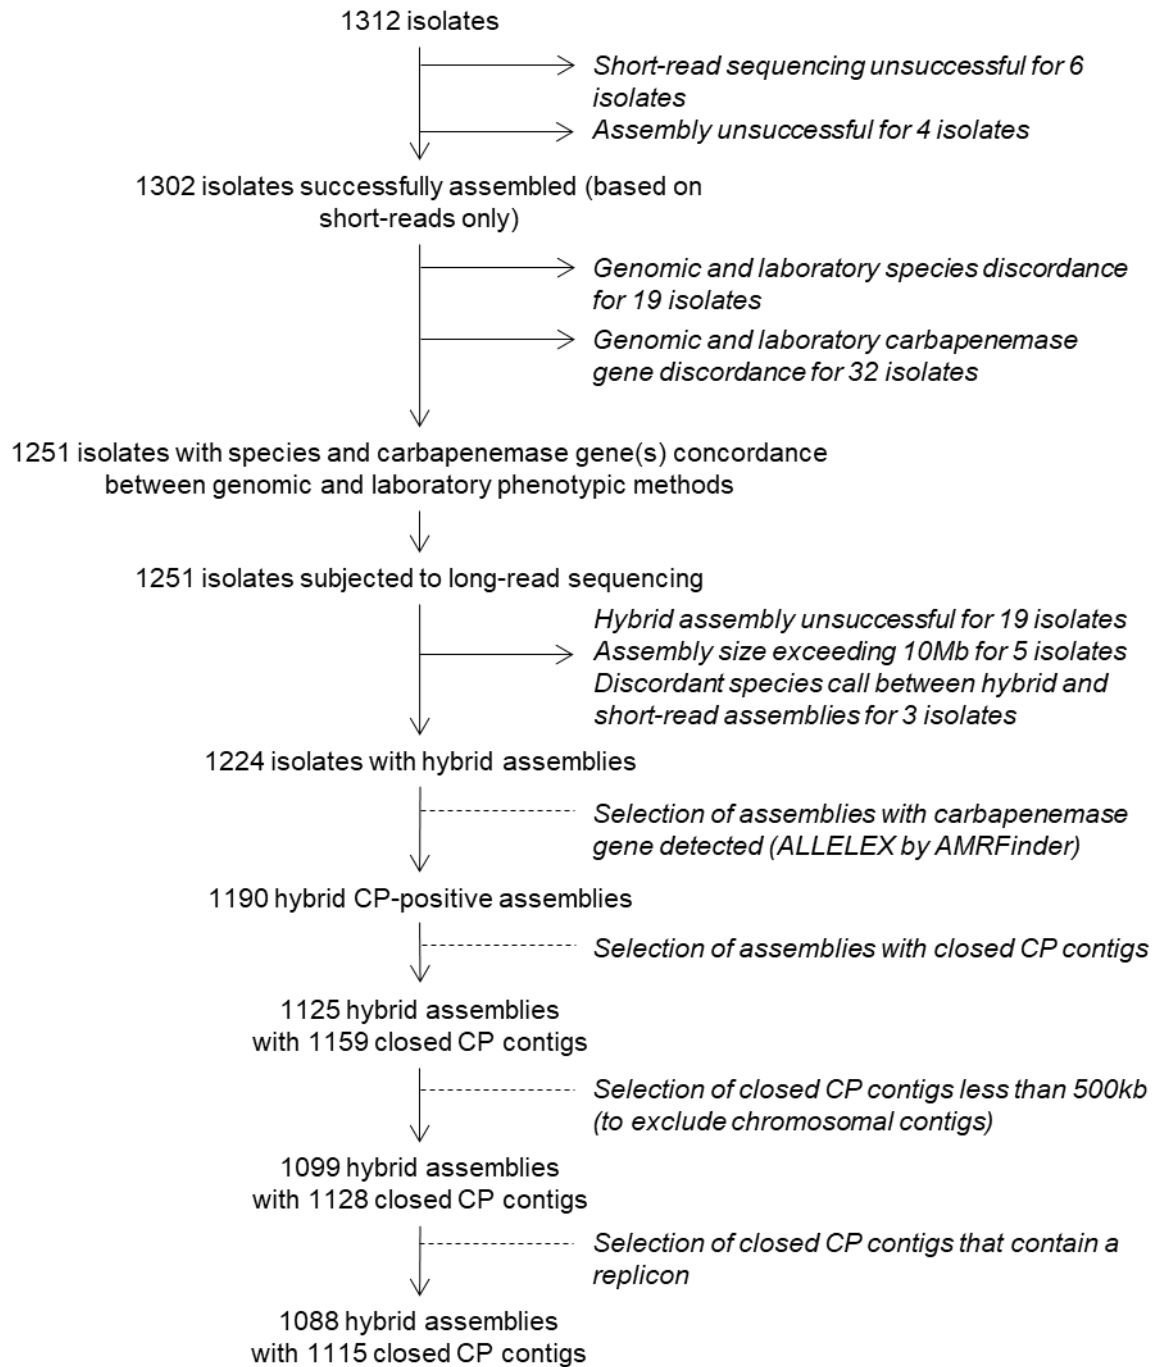 1312 isolates
Short-read sequencing unsuccessful for 6
isolates
Assembly unsuccessful for 4 isolates
1302 isolates successfully assembled (based on
short-reads only)
Genomic and laboratory species discordance
for 19 isolates
Genomic and laboratory carbapenemase
gene discordance for 32 isolates
1251 isolates with species and carbapenemase gene(s) concordance
between genomic and laboratory phenotypic methods
1251 isolates subjected to long-read sequencing
Hybrid assembly unsuccessful for 19 isolates
Assembly size exceeding 10Mb for 5 isolates
Discordant species call between hybrid and
short-read assemblies for 3 isolates
1224 isolates with hybrid assemblies
Selection of assemblies with carbapenemase
gene detected (ALLELEX by AMRFinder)
1190 hybrid CP-positive assemblies
Selection of assemblies with closed CP contigs
1125 hybrid assemblies
with 1159 closed CP contigs
Selection of closed CP contigs less than 500kb
(to exclude chromosomal contigs)
1099 hybrid assemblies
with 1128 closed CP contigs
Selection of closed CP contigs that contain a
replicon
1088 hybrid assemblies
with 1115 closed CP contigs